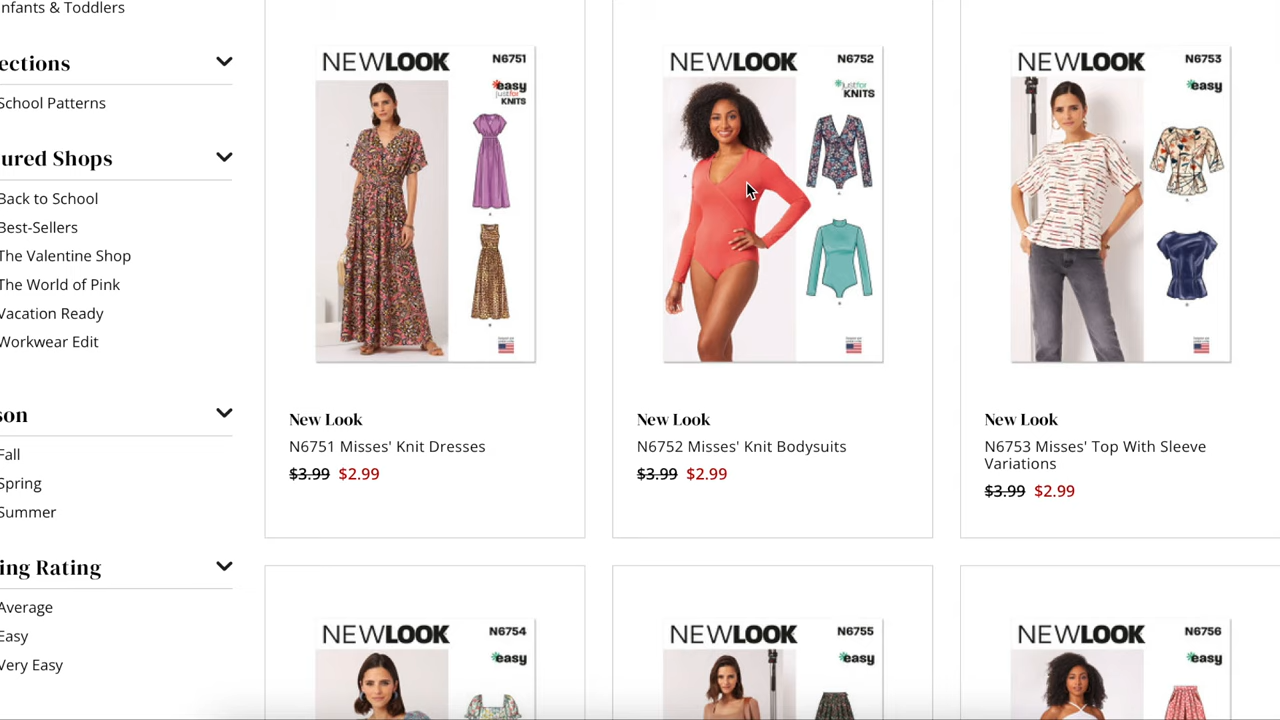 nfants & Toddlers
ections
School Patterns
ured Shops
Back to School
Best-Sellers
The Valentine Shop
The World of Pink
Vacation Ready
Workwear Edit
son
Fall
Spring
Summer
ing Rating
Average
Easy
Very Easy
NEWLOOK N6751
easy
just for
KNITS
New Look
N6751 Misses' Knit Dresses
$3.99 $2.99
NEWLOOK N6752
just for
KNITS
New Look
N6752 Misses' Knit Bodysuits
$3.99 $2.99
NEWLOOK N6753
easy
New Look
N6753 Misses' Top With Sleeve
Variations
$3.99 $2.99
NEWLOOK N6754
easy
NEWLOOK N6755
easy
NEWLOOK N6756
easy